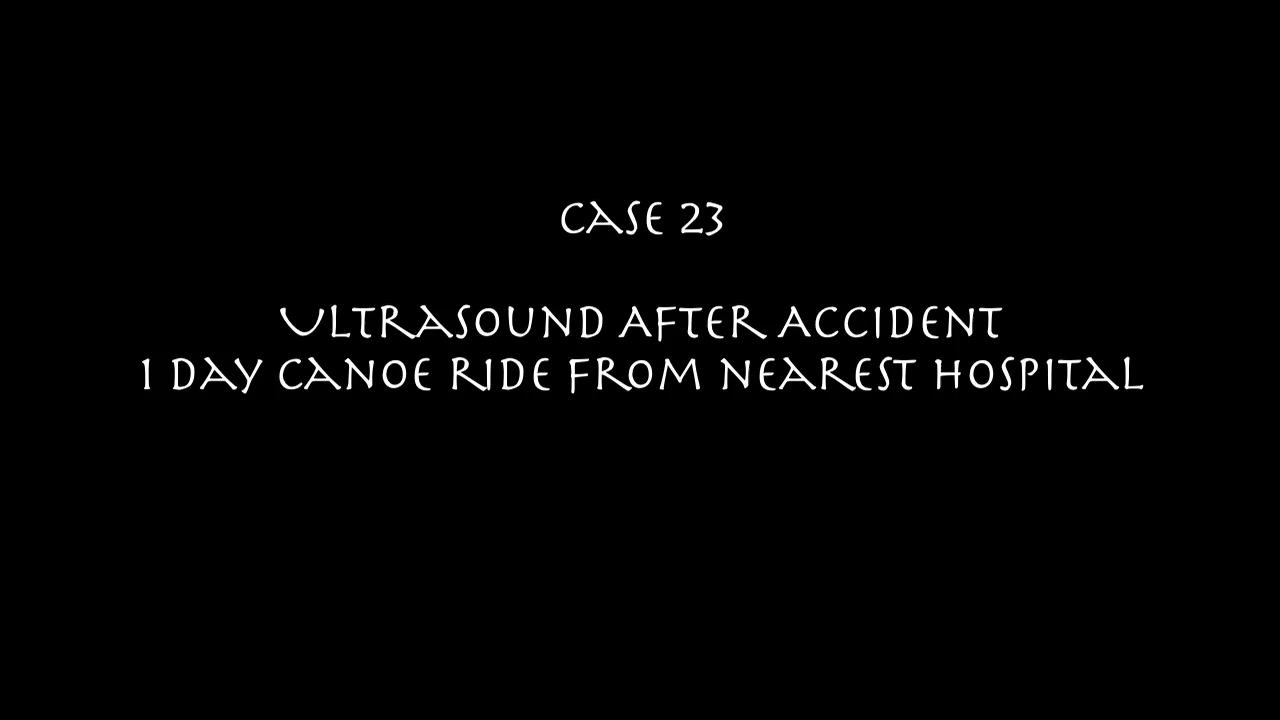 Case 23
Ultrasound After Accident
1 Day Canoe Ride From Nearest Hospital